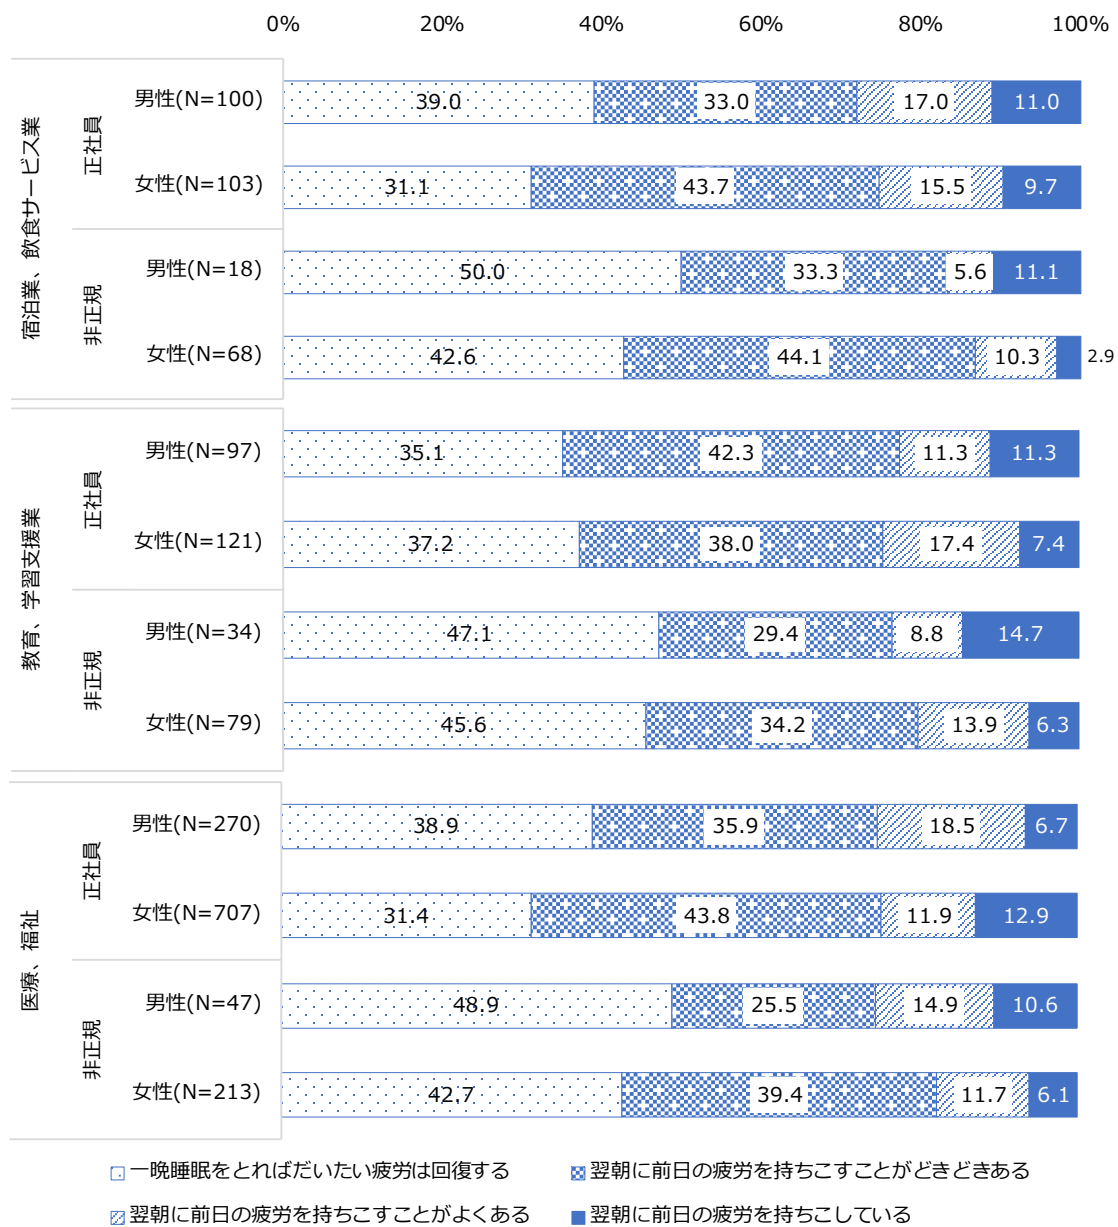 0% 20% 40% 60% 80% 100%
宿泊業、飲食サービス業
正社員
男性(N=100) 39.0 33.0 17.0 11.0
女性(N=103) 31.1 43.7 15.5 9.7
非正規
男性(N=18) 50.0 33.3 5.6 11.1
女性(N=68) 42.6 44.1 10.3 2.9
教育、学習支援業
正社員
男性(N=97) 35.1 42.3 11.3 11.3
女性(N=121) 37.2 38.0 17.4 7.4
非正規
男性(N=34) 47.1 29.4 8.8 14.7
女性(N=79) 45.6 34.2 13.9 6.3
医療、福祉
正社員
男性(N=270) 38.9 35.9 18.5 6.7
女性(N=707) 31.4 43.8 11.9 12.9
非正規
男性(N=47) 48.9 25.5 14.9 10.6
女性(N=213) 42.7 39.4 11.7 6.1
一晩睡眠をとればだいたい疲労は回復する 翌朝に前日の疲労を持ちこすことがどきどきある
翌朝に前日の疲労を持ちこすことがよくある 翌朝に前日の疲労を持ちこしている